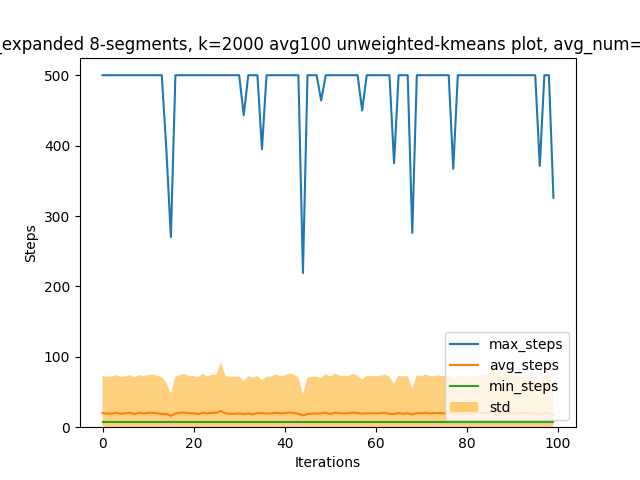 _expanded 8-segments, k=2000 avg100 unweighted-kmeans plot, avg_num=
500
400
300
200
100
0
Steps
max_steps
avg_steps
min_steps
std
0 20 40 60 80 100
Iterations